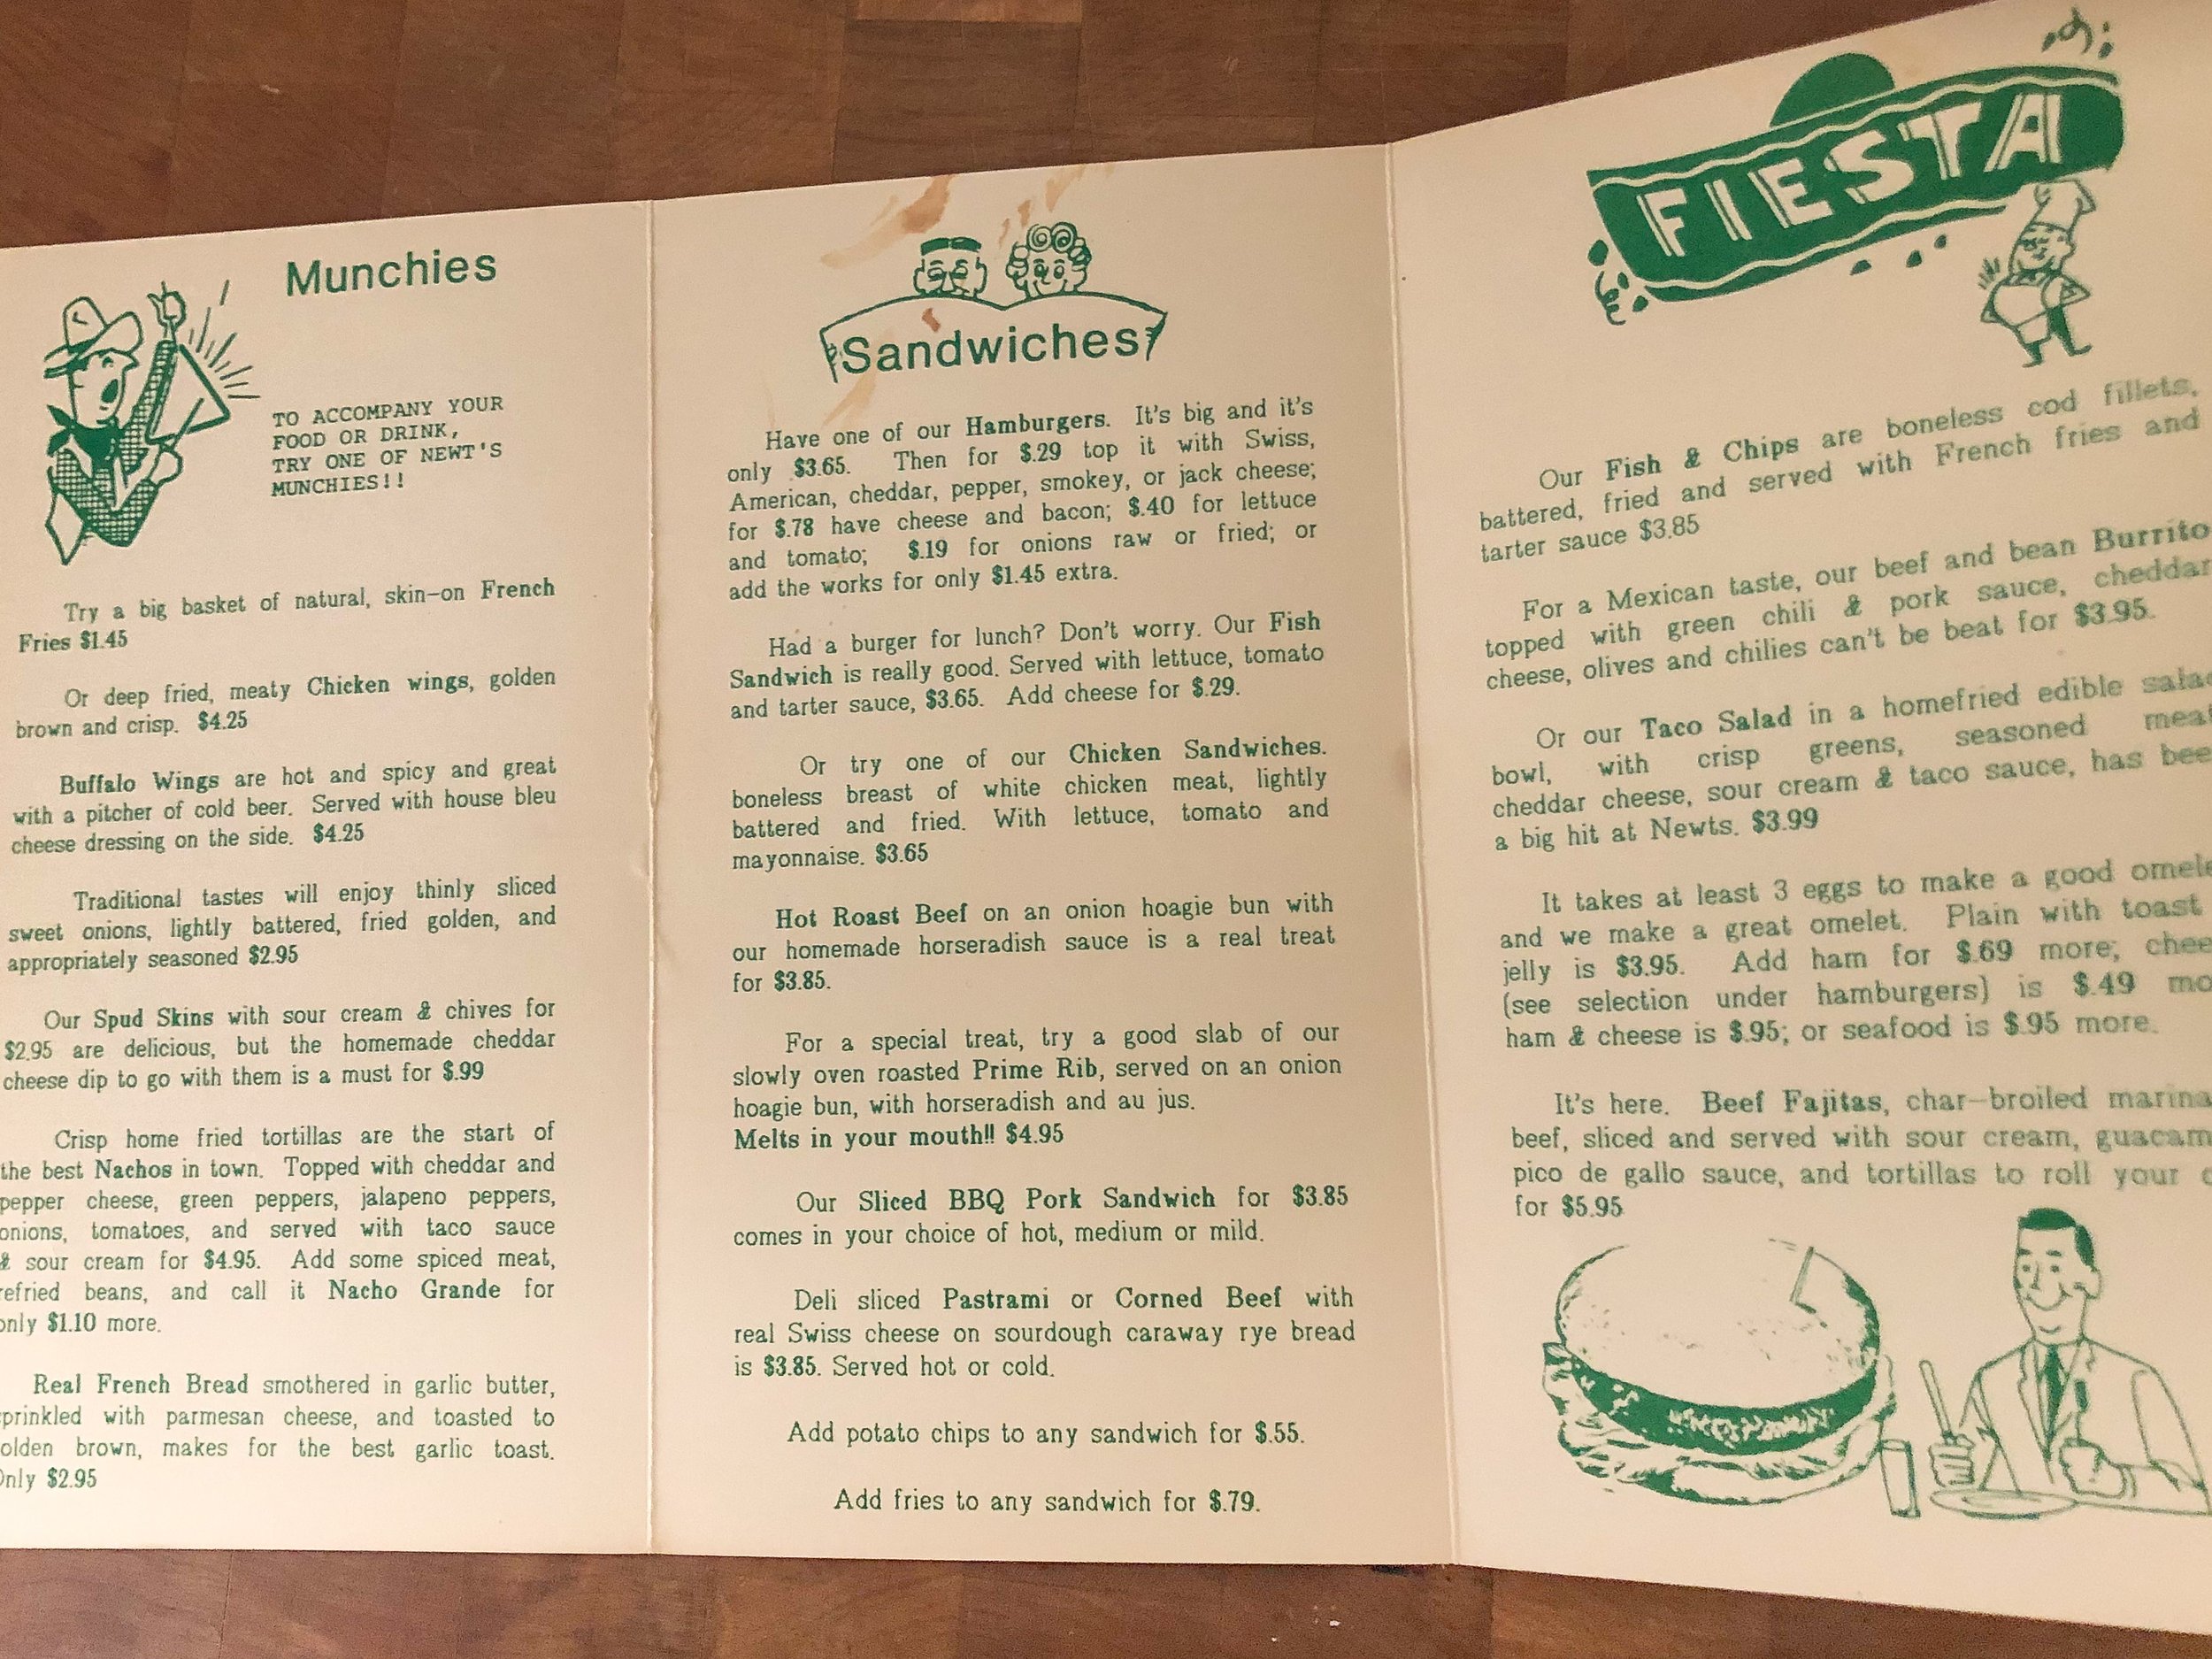 Munchies
TO ACCOMPANY YOUR
FOOD OR DRINK,
TRY ONE OF NEWT'S
MUNCHIES!!
Try a big basket of natural, skin-on French
Fries $1.45
Or deep fried, meaty Chicken wings, golden
brown and crisp. $4.25
Buffalo Wings are hot and spicy and great
with a pitcher of cold beer. Served with house bleu
cheese dressing on the side. $4.25
Traditional tastes will enjoy thinly sliced
sweet onions, lightly battered, fried golden, and
appropriately seasoned $2.95
Our Spud Skins with sour cream & chives for
$2.95 are delicious, but the homemade cheddar
cheese dip to go with them is a must for $.99
Crisp home fried tortillas are the start of
the best Nachos in town. Topped with cheddar and
pepper cheese, green peppers, jalapeno peppers,
onions, tomatoes, and served with taco sauce
& sour cream for $4.95. Add some spiced meat,
refried beans, and call it Nacho Grande for
only $1.10 more.
Real French Bread smothered in garlic butter,
prinkled with parmesan cheese, and toasted to
olden brown, makes for the best garlic toast.
Only $2.95
Sandwiches
Have one of our Hamburgers. It's big and it's
only $3.65. Then for $.29 top it with Swiss,
American, cheddar, pepper, smokey, or jack cheese;
for $.78 have cheese and bacon; $.40 for lettuce
and tomato; $.19 for onions raw or fried; or
add the works for only $1.45 extra.
Had a burger for lunch? Don't worry. Our Fish
Sandwich is really good. Served with lettuce, tomato
and tarter sauce, $3.65. Add cheese for $.29.
Or try one of our Chicken Sandwiches.
boneless breast of white chicken meat, lightly
battered and fried. With lettuce, tomato and
mayonnaise. $3.65
Hot Roast Beef on an onion hoagie bun with
our homemade horseradish sauce is a real treat
for $3.85.
For a special treat, try a good slab of our
slowly oven roasted Prime Rib, served on an onion
hoagie bun, with horseradish and au jus.
Melts in your mouth!! $4.95
Our Sliced BBQ Pork Sandwich for $3.85
comes in your choice of hot, medium or mild.
Deli sliced Pastrami or Corned Beef with
real Swiss cheese on sourdough caraway rye bread
is $3.85. Served hot or cold.
Add potato chips to any sandwich for $.55.
Add fries to any sandwich for $.79.
FIESTA
Our Fish & Chips are boneless cod fillets,
battered, fried and served with French fries and
tarter sauce $3.85
For a Mexican taste, our beef and bean Burrito
topped with green chili & pork sauce, cheddar
cheese, olives and chilies can't be beat for $3.95.
Or our Taco Salad in a homefried edible salad
bowl, with crisp greens, seasoned meat
cheddar cheese, sour cream & taco sauce, has bee
a big hit at Newts. $3.99
It takes at least 3 eggs to make a good omele
and we make a great omelet. Plain with toast
jelly is $3.95. Add ham for $.69 more; chee
(see selection under hamburgers) is $.49 mo
ham & cheese is $.95; or seafood is $.95 more.
It's here. Beef Fajitas, char-broiled marina
beef, sliced and served with sour cream, guacam
pico de gallo sauce, and tortillas to roll your
for $5.95